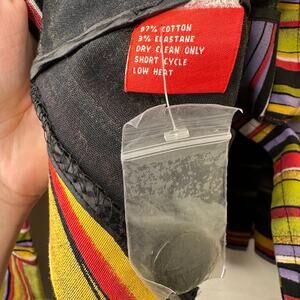 97% COTTON
3% ELASTANE
DRY CLEAN ONLY
SHORT CYCLE
LOW HEAT